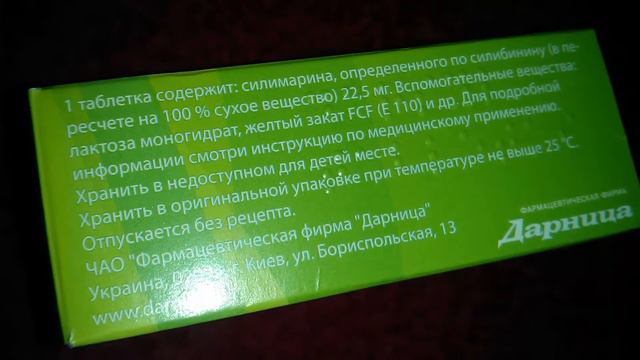 1 таблетка содержит: силимарина, определенного по силибинину (в пе-
ресчете на 100 % сухое вещество) 22,5 мг. Вспомогательные вещества:
лактоза моногидрат, желтый закат FCF (Е 110) и др. Для подробной
информации смотри инструкцию по медицинскому применению.
Хранить в недоступном для детей месте.
Хранить в оригинальной упаковке при температуре не выше 25 °С.
Отпускается без рецепта.
ЧАО "Фармацевтическая фирма "Дарница"
Украина, Киев, ул. Бориспольская, 13
www.da
ФАРМАЦЕВТИЧЕСКАЯ ФИРМА
Дарница